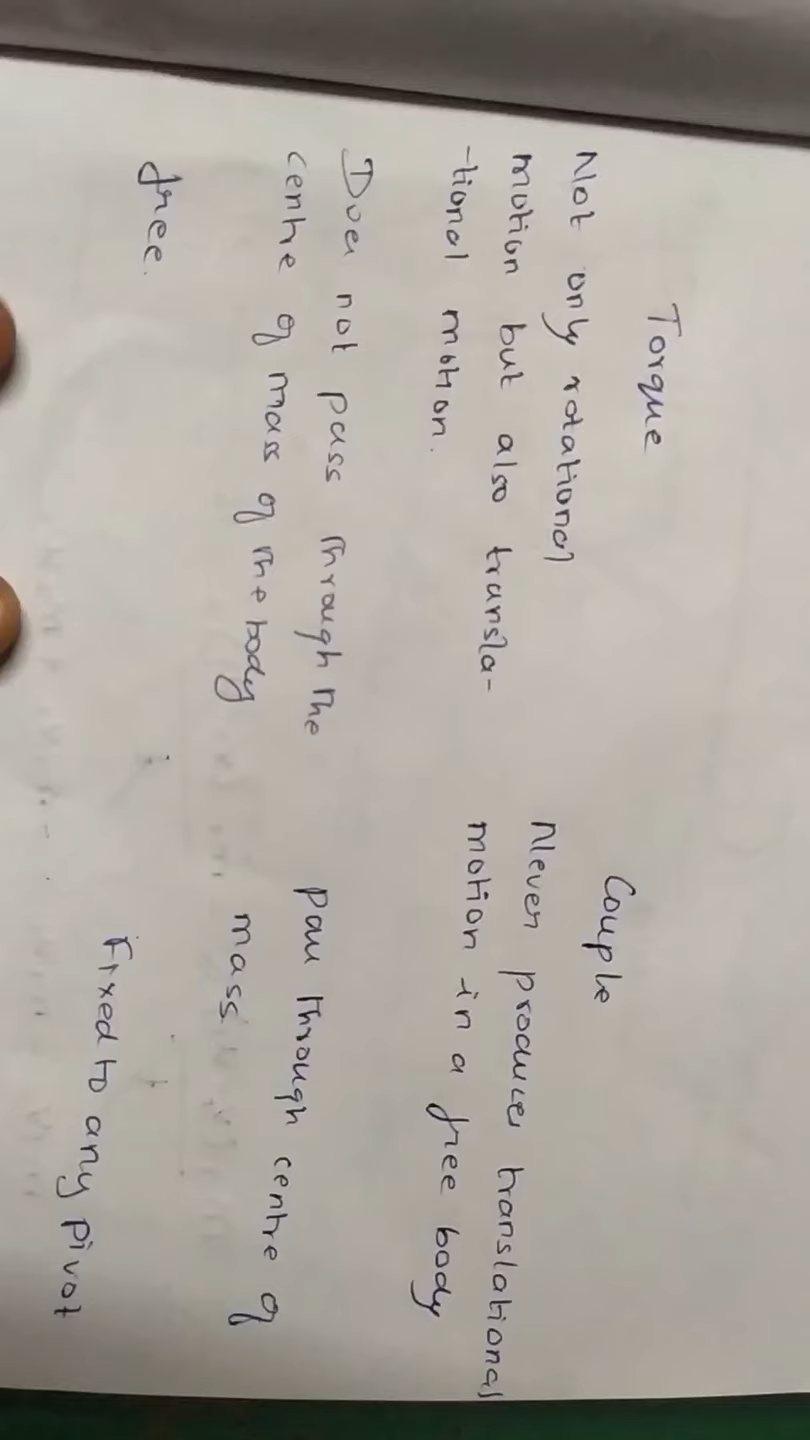 Torque
Not only rotational
motion but also transla-
-tional motion.
Does not pass through the
centre of mass of the body
free.
Couple
Never produces translational
motion in a free body
Pass through centre of
mass.
Fixed to any pivot